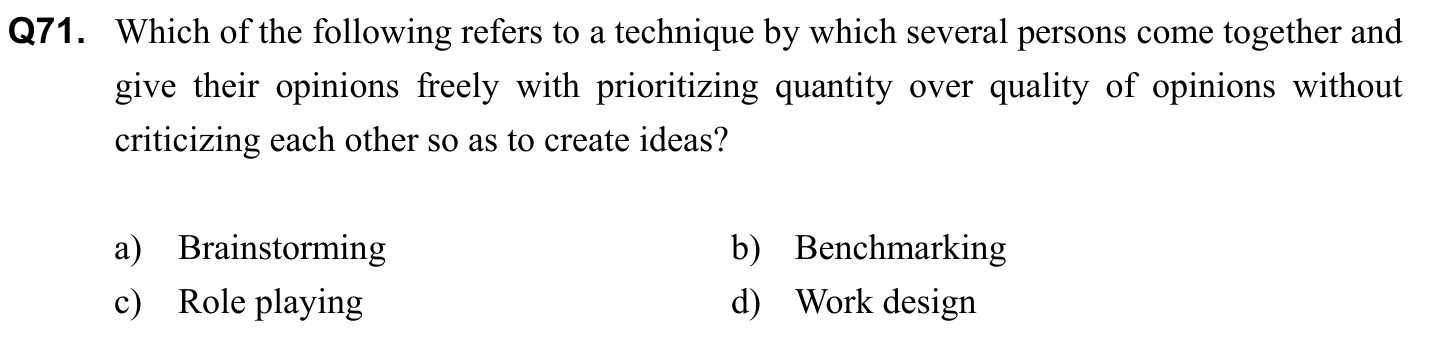 Q71. Which of the following refers to a technique by which several persons come together and
give their opinions freely with prioritizing quantity over quality of opinions without
criticizing each other so as to create ideas?
a) Brainstorming b) Benchmarking
c) Role playing d) Work design